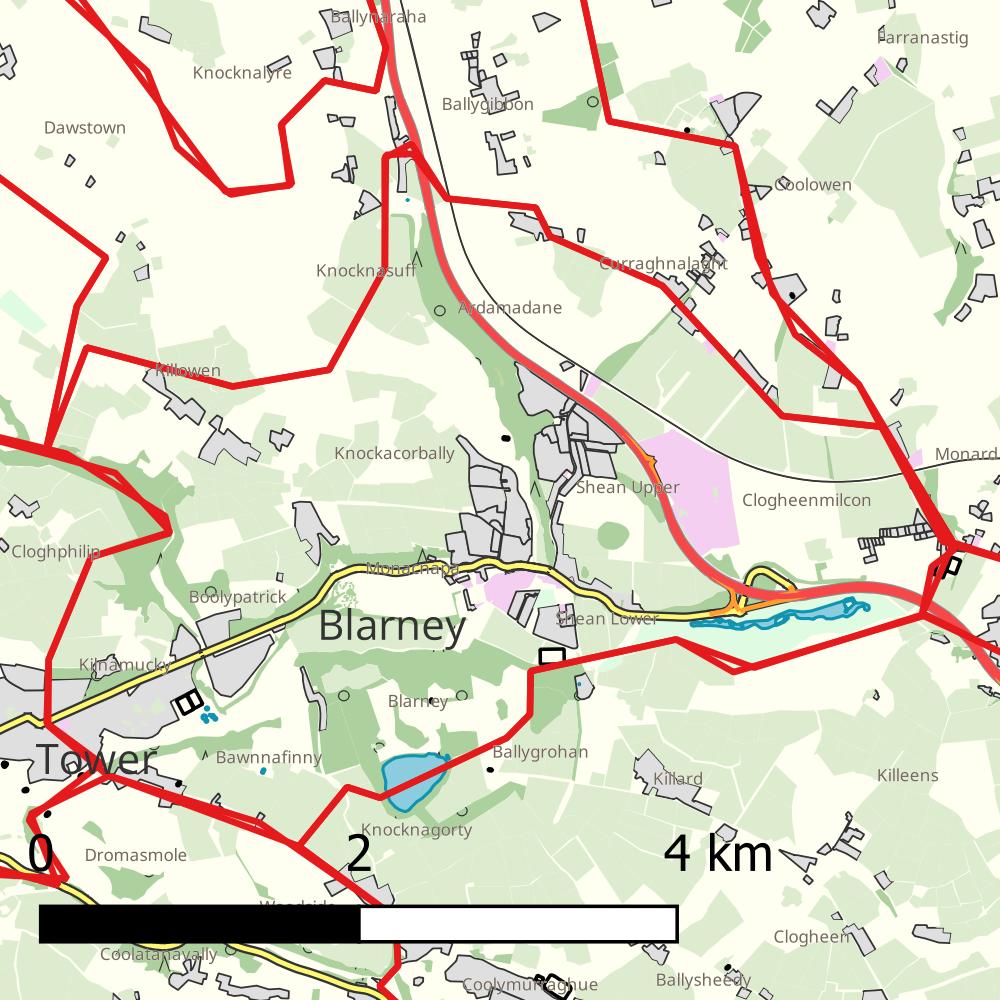 Ballynaraha
Farranastig
Knocknalyre
Ballygibbon
Dawstown
Coolowen
Curraghnalaght
Knocknasuff
Ardamadane
Killowen
Knockacorbally
Monard
Shean Upper
Clogheenmilcon
Cloghphilip
Monacnapa
Boolypatrick
Blarney
Shean Lower
Kilnamucky
Blarney
Tower
Bawnnafinny
Ballygrohan
Killard
Killeens
Knocknagorty
Dromasmole
0 2 4 km
Woodside
Clogheen
Coolatanavally
Ballysheedy
Coolymurraghue